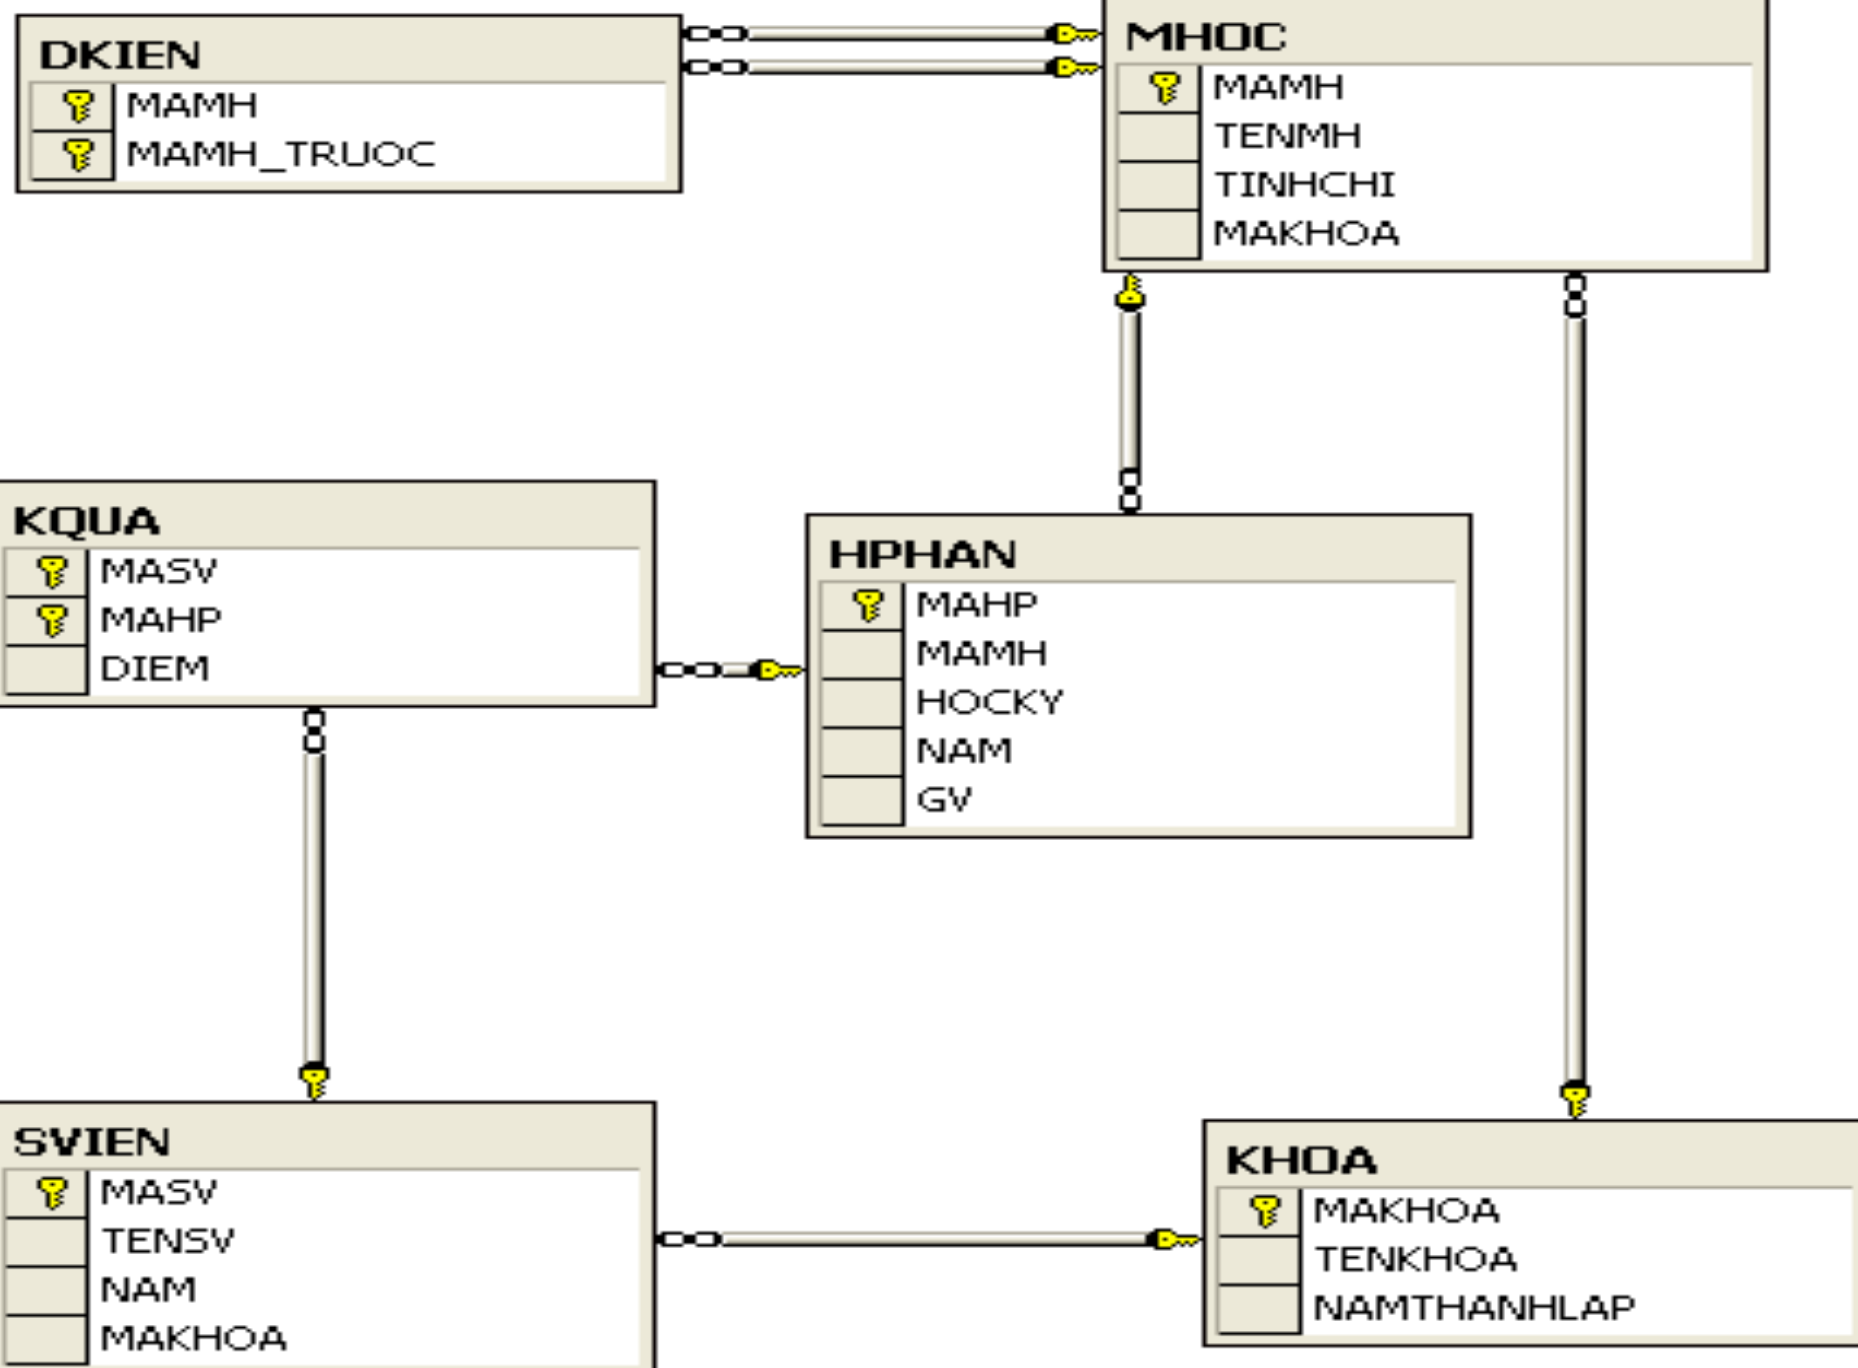 DKIEN
MAMH
MAMH_TRUOC
MHOC
MAMH
TENMH
TINHCHI
MAKHOA
KQUA
MASV
MAHP
DIEM
HPHAN
MAHP
MAMH
HOCKY
NAM
GV
SVIEN
MASV
TENSV
NAM
MAKHOA
KHOA
MAKHOA
TENKHOA
NAMTHANHLAP